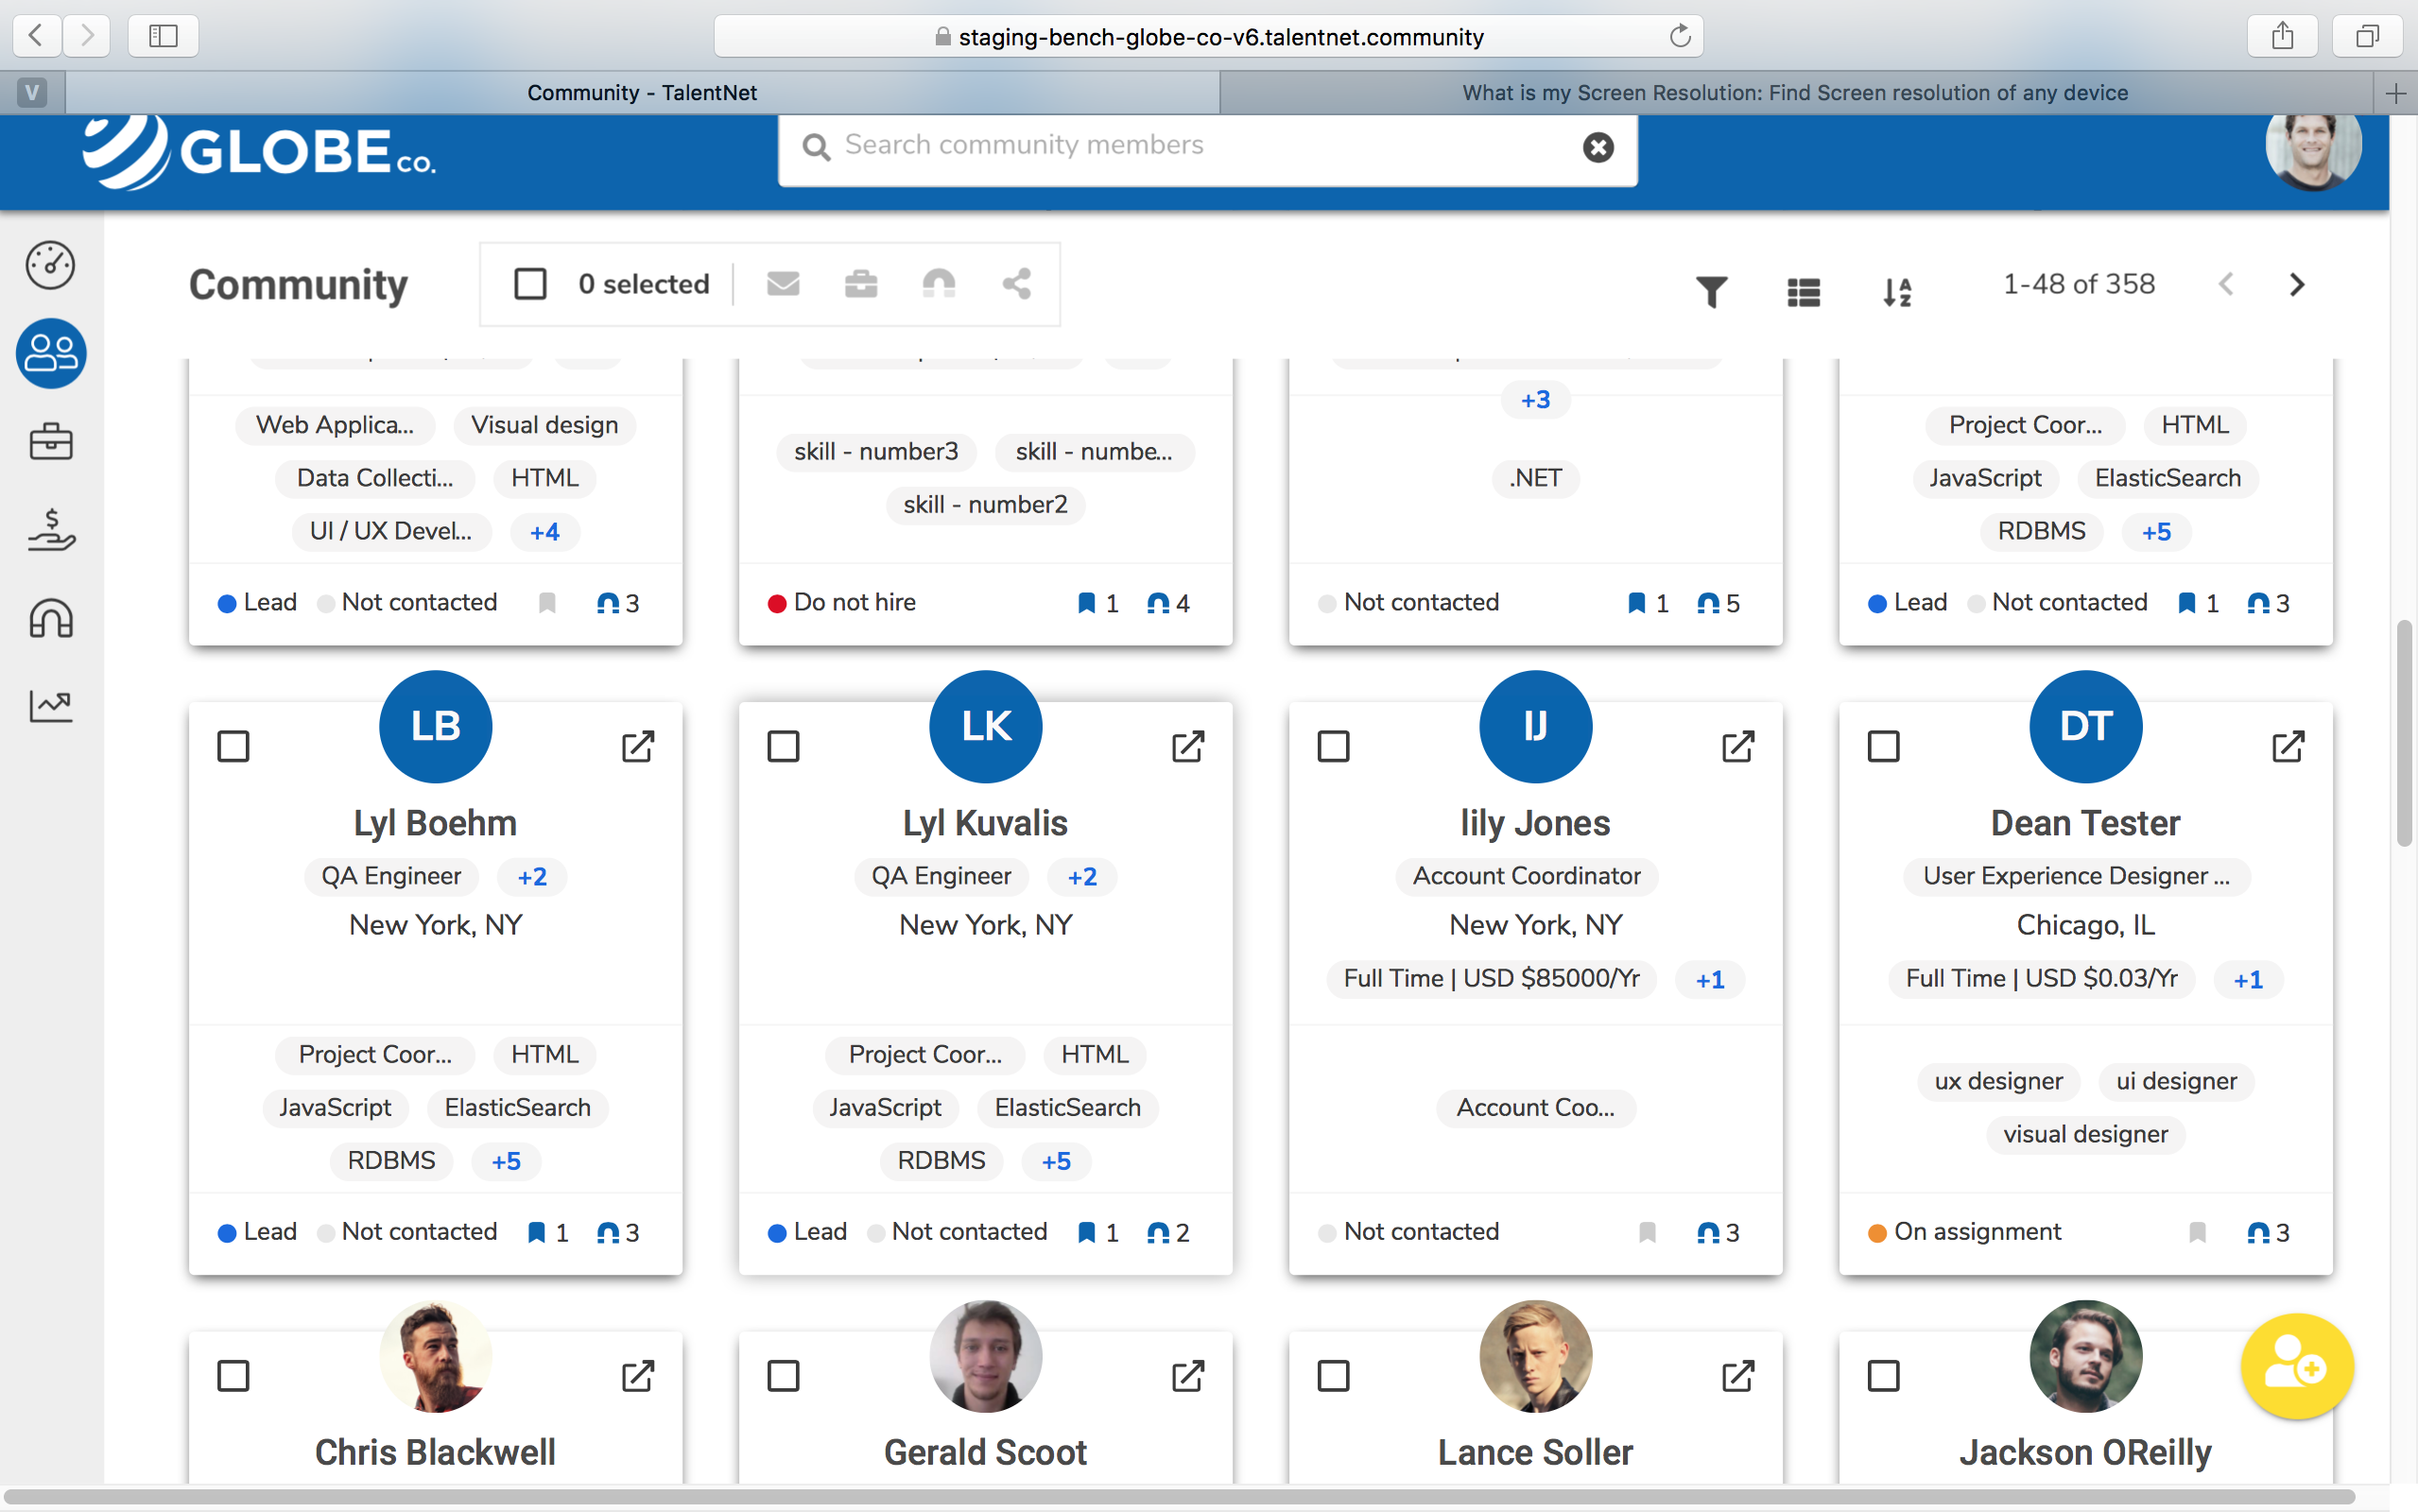 staging-bench-globe-co-v6.talentnet.community
V
Community - TalentNet
What is my Screen Resolution: Find Screen resolution of any device
GLOBE CO.
Search community members
Community
0 selected
1-48 of 358
Web Applica... Visual design
Data Collecti... HTML
UI / UX Devel... +4
Lead Not contacted 3
skill - number3 skill - numbe...
skill - number2
Do not hire 1 4
+3
.NET
Not contacted 1 5
Project Coor... HTML
JavaScript ElasticSearch
RDBMS +5
Lead Not contacted 1 3
LB
Lyl Boehm
QA Engineer +2
New York, NY
Project Coor... HTML
JavaScript ElasticSearch
RDBMS +5
Lead Not contacted 1 3
LK
Lyl Kuvalis
QA Engineer +2
New York, NY
Project Coor... HTML
JavaScript ElasticSearch
RDBMS +5
Lead Not contacted 1 2
lJ
lily Jones
Account Coordinator
New York, NY
Full Time | USD $85000/Yr +1
Account Coo...
Not contacted 3
DT
Dean Tester
User Experience Designer ...
Chicago, IL
Full Time | USD $0.03/Yr +1
ux designer ui designer
visual designer
On assignment 3
Chris Blackwell
Gerald Scoot
Lance Soller
Jackson OReilly